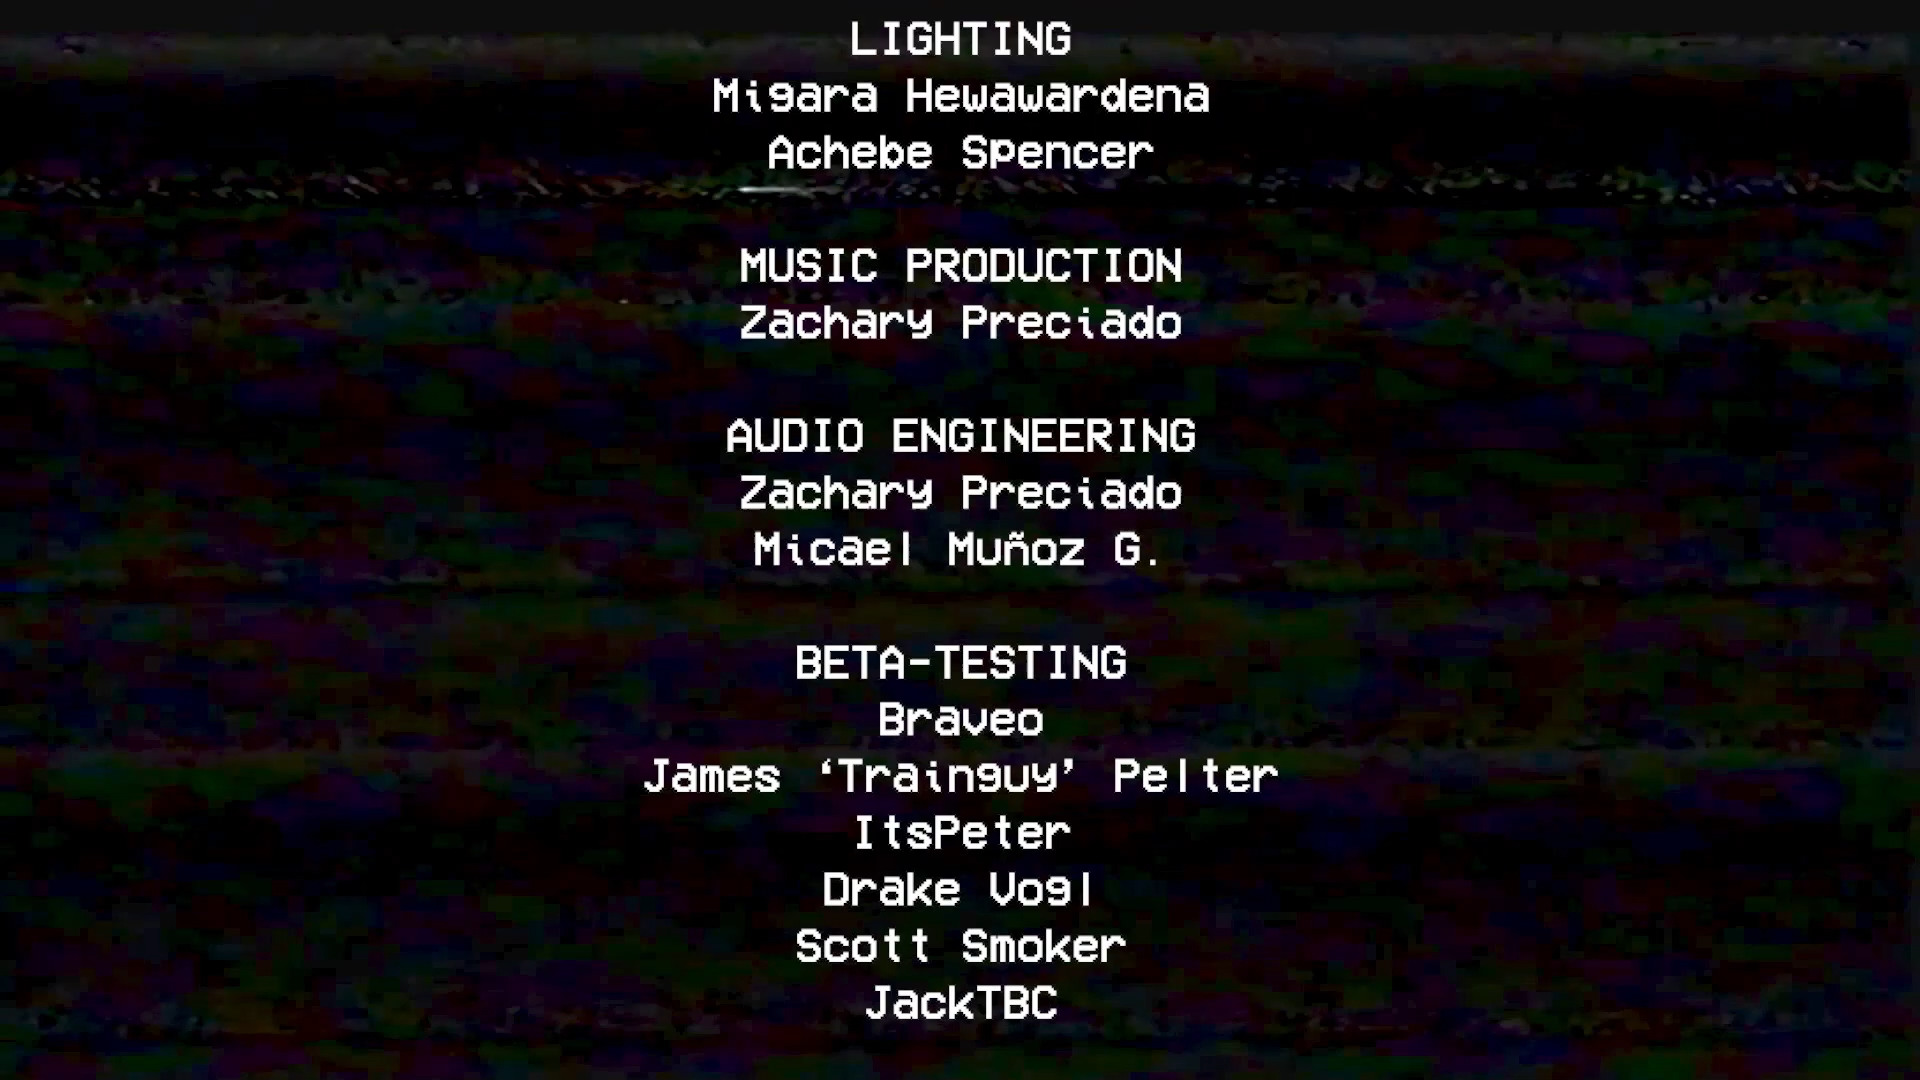 LIGHTING
Migara Hewawardena
Achebe Spencer
MUSIC PRODUCTION
Zachary Preciado
AUDIO ENGINEERING
Zachary Preciado
Micael Muñoz G.
BETA-TESTING
Braveo
James ‘Trainguy’ Pelter
ItsPeter
Drake Vogl
Scott Smoker
JackTBC